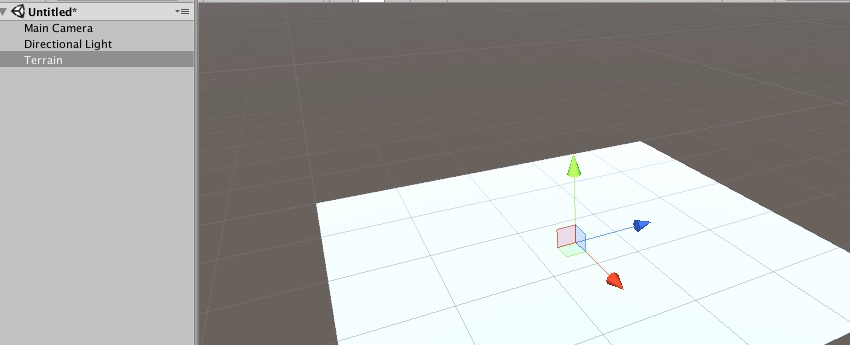 Untitled*
Main Camera
Directional Light
Terrain